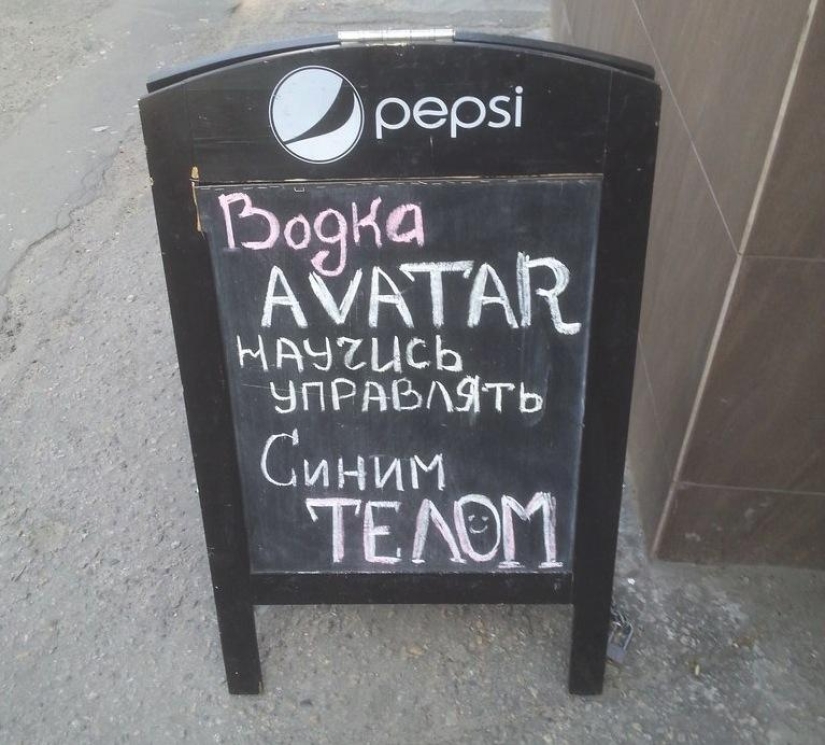 pepsi
Водка
AVATAR
НАУЧИСЬ
УПРАВЛЯТЬ
Синим
ТЕЛОМ